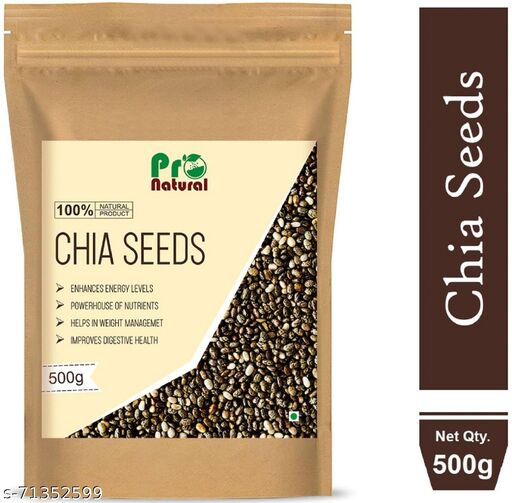 Pro
Natural
100% NATURAL PRODUCT
CHIA SEEDS
ENHANCES ENERGY LEVELS
POWERHOUSE OF NUTRIENTS
HELPS IN WEIGHT MANAGEMET
IMPROVES DIGESTIVE HEALTH
500g
Chia Seeds
Net Qty.
500g
s-71352599